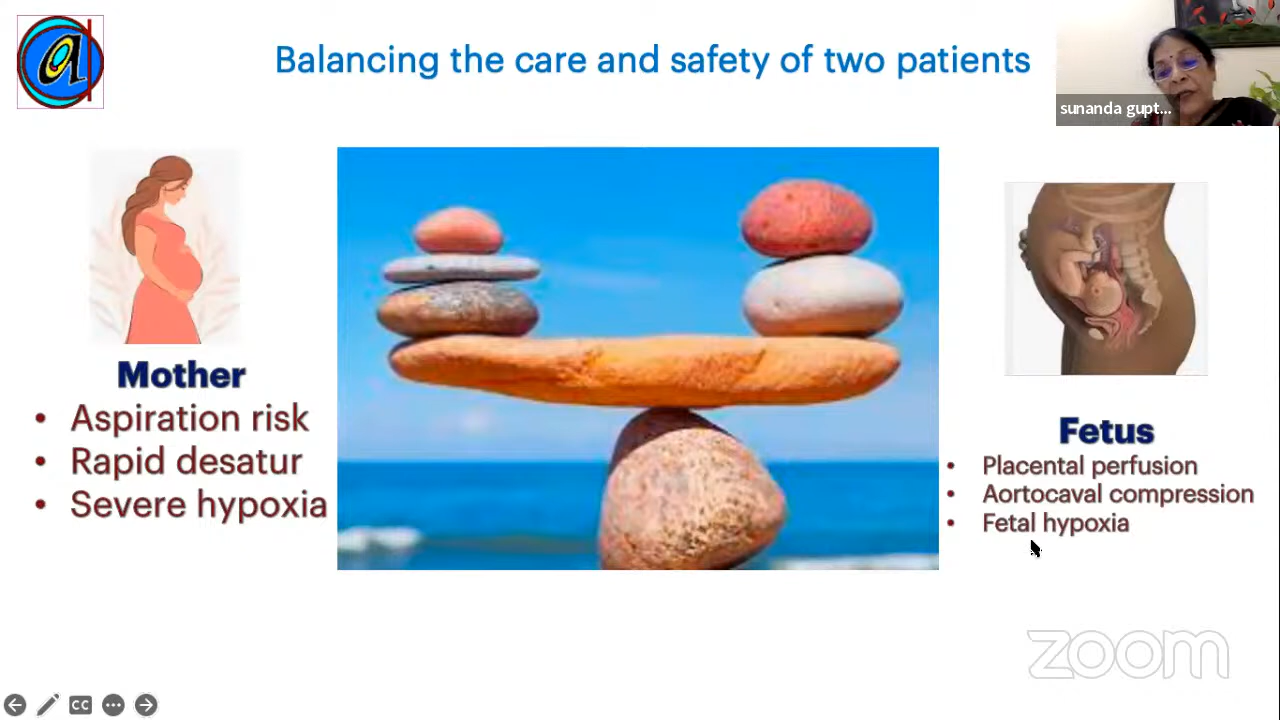 Balancing the care and safety of two patients
sunanda gupt...
Mother
• Aspiration risk
• Rapid desatur
• Severe hypoxia
Fetus
• Placental perfusion
• Aortocaval compression
• Fetal hypoxia
zoom
CC